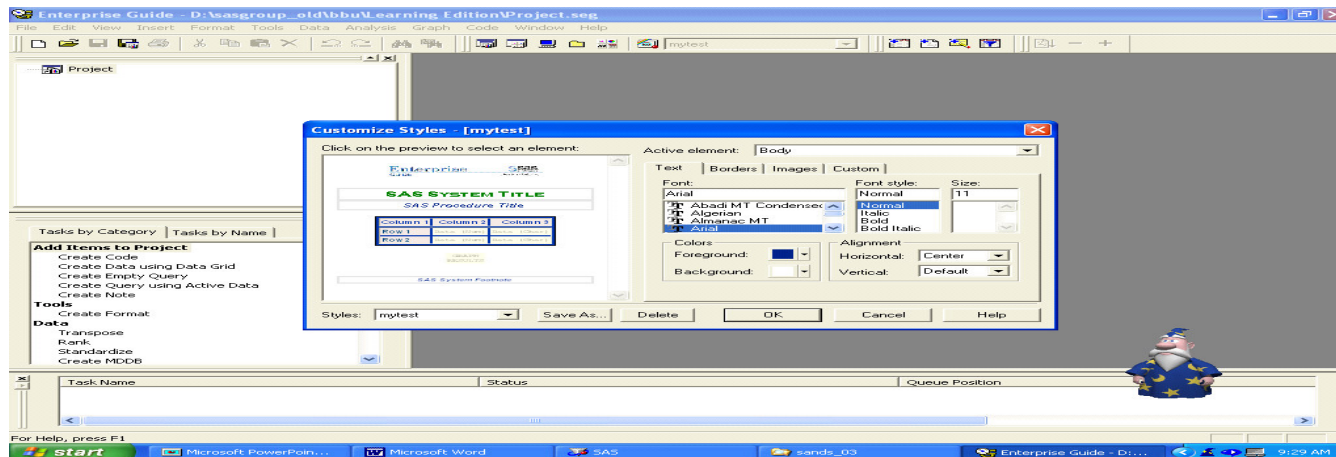 Enterprise Guide - D:\sasgroup_old\bbu\Learning Edition\Project.seg
File Edit View Insert Format Tools Data Analysis Graph Code Window Help
mytest
Project
Customize Styles - [mytest]
Click on the preview to select an element:
Active element: Body
Enterprise
SAS System Title
SAS Procedure Title
Column 1 Column 2 Column 3
Row 1
Row 2
SAS System Footnote
Text Borders Images Custom
Font: Font style: Size:
Arial Normal 11
Abadi MT Condensed
Algerian
Almanac MT
Arial
Normal
Italic
Bold
Bold Italic
Colors
Foreground:
Background:
Alignment
Horizontal: Center
Vertical: Default
Styles: mytest Save As... Delete OK Cancel Help
Tasks by Category Tasks by Name
Add Items to Project
Create Code
Create Data using Data Grid
Create Empty Query
Create Query using Active Data
Create Note
Tools
Create Format
Data
Transpose
Rank
Standardize
Create MDDB
Task Name Status Queue Position
For Help, press F1
start Microsoft PowerPoin... Microsoft Word SAS sands_03 Enterprise Guide - D:... 9:29 AM